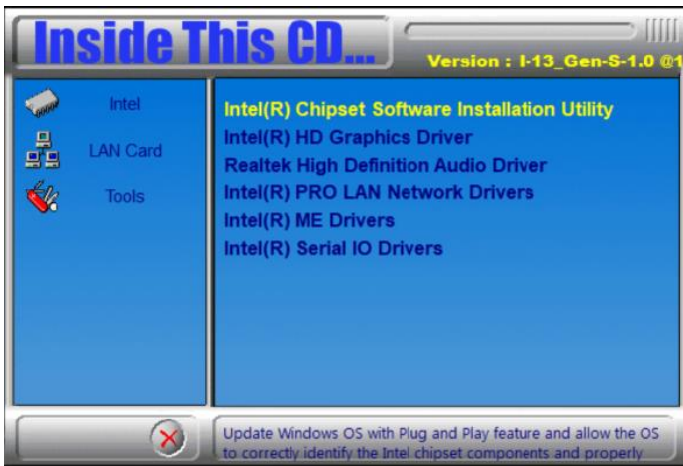 Inside This CD...
Version : I-13_Gen-S-1.0 @1
Intel
LAN Card
Tools
Intel(R) Chipset Software Installation Utility
Intel(R) HD Graphics Driver
Realtek High Definition Audio Driver
Intel(R) PRO LAN Network Drivers
Intel(R) ME Drivers
Intel(R) Serial IO Drivers
Update Windows OS with Plug and Play feature and allow the OS
to correctly identify the Intel chipset components and properly